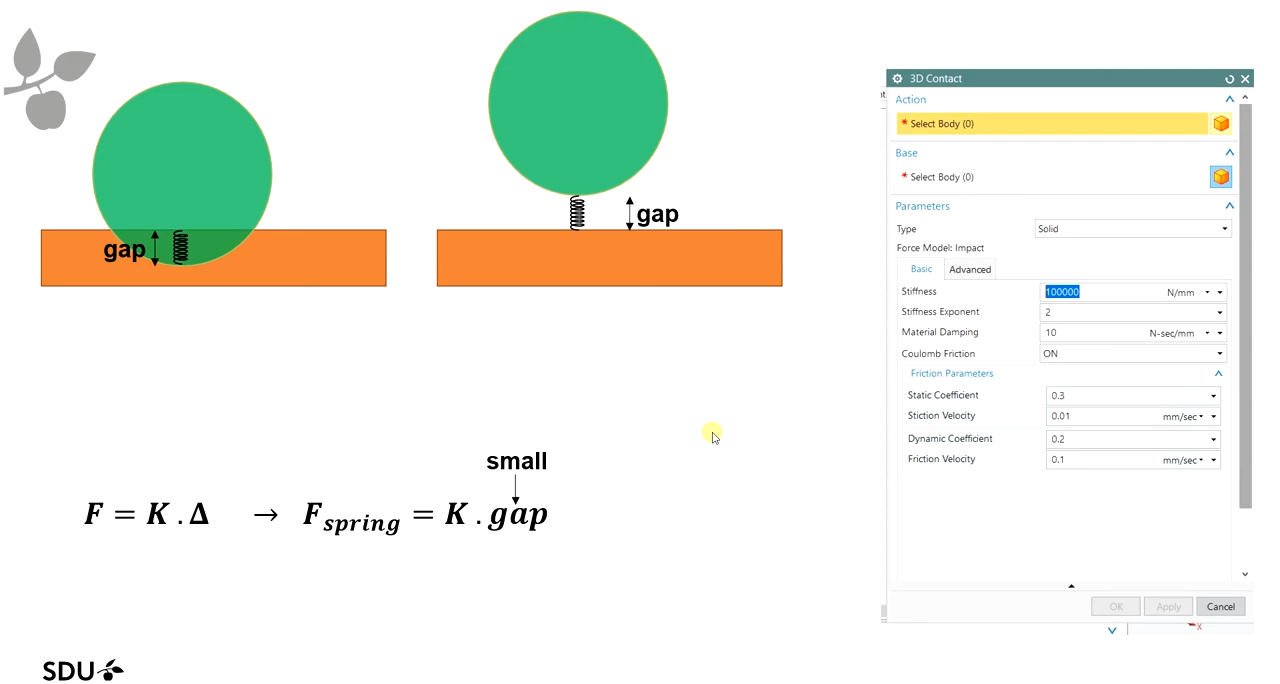 gap
gap
small
F = K . Δ → F_spring = K . gap
SDU
3D Contact
Action
* Select Body (0)
Base
* Select Body (0)
Parameters
Type Solid
Force Model: Impact
Basic Advanced
Stiffness 100000 N/mm
Stiffness Exponent 2
Material Damping 10 N-sec/mm
Coulomb Friction ON
Friction Parameters
Static Coefficient 0.3
Stiction Velocity 0.01 mm/sec
Dynamic Coefficient 0.2
Friction Velocity 0.1 mm/sec
OK Apply Cancel
X